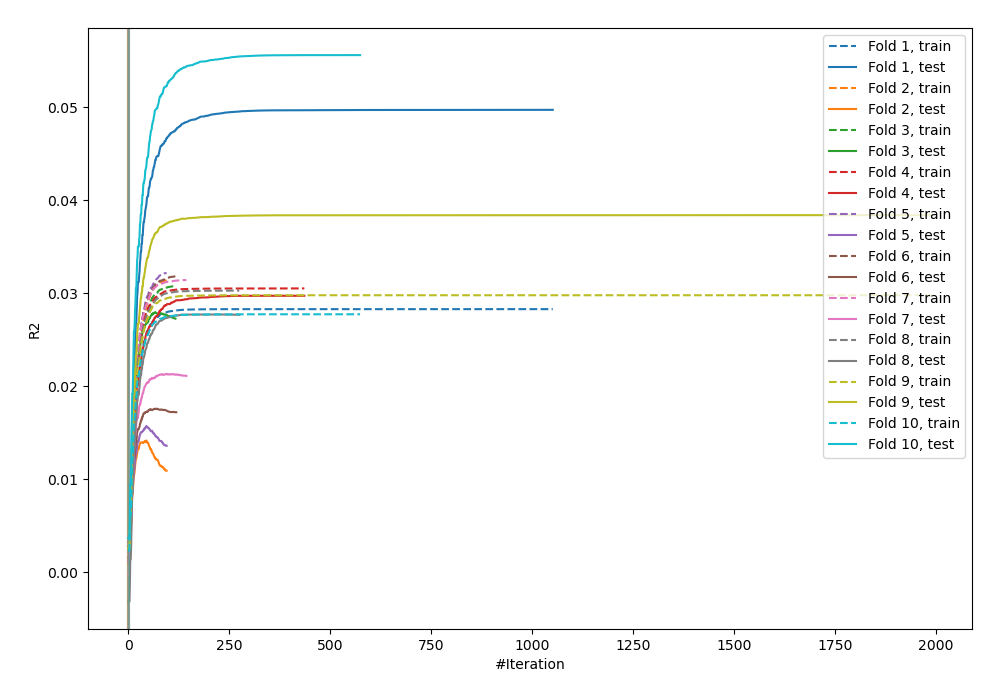 0.05
0.04
0.03
0.02
0.01
0.00
R2
0
250
500
750
1000
1250
1500
1750
2000
#Iteration
Fold 1, train
Fold 1, test
Fold 2, train
Fold 2, test
Fold 3, train
Fold 3, test
Fold 4, train
Fold 4, test
Fold 5, train
Fold 5, test
Fold 6, train
Fold 6, test
Fold 7, train
Fold 7, test
Fold 8, train
Fold 8, test
Fold 9, train
Fold 9, test
Fold 10, train
Fold 10, test